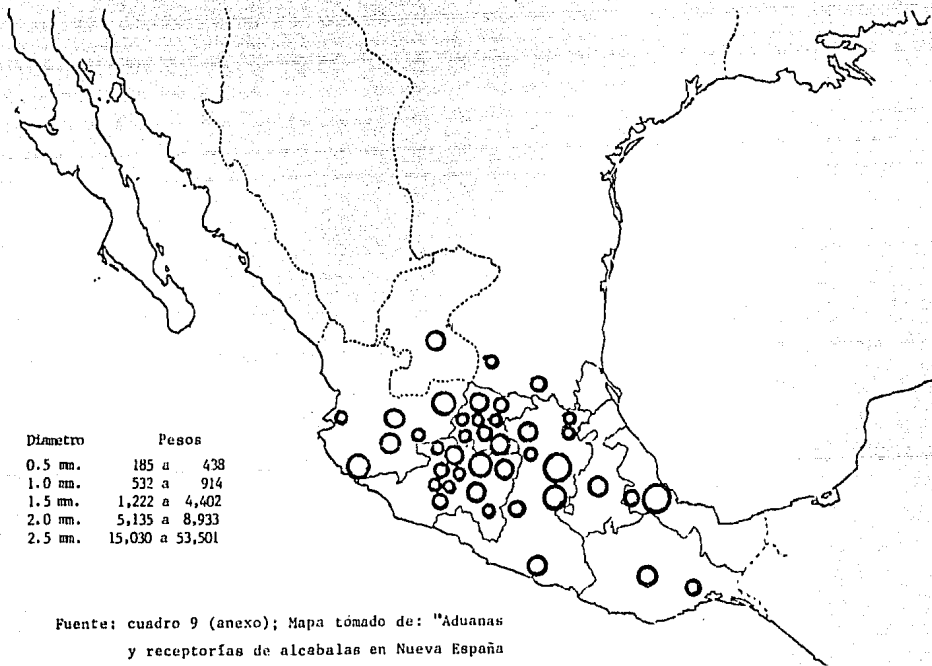 Diametro Pesos
0.5 mm. 185 a 438
1.0 mm. 532 a 914
1.5 mm. 1,222 a 4,402
2.0 mm. 5,135 a 8,933
2.5 mm. 15,030 a 53,501
Fuente: cuadro 9 (anexo); Mapa tómado de: "Aduanas
y receptorías de alcabalas en Nueva España